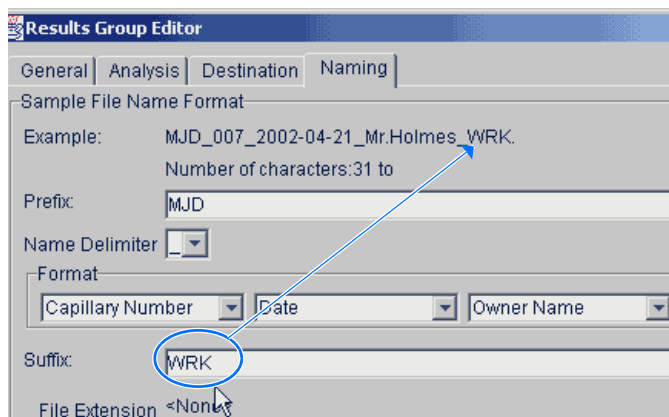 Results Group Editor
General Analysis Destination Naming
Sample File Name Format
Example: MJD_007_2002-04-21_Mr.Holmes_WRK.
Number of characters:31 to
Prefix: MJD
Name Delimiter _
Format
Capillary Number Date Owner Name
Suffix: WRK
File Extension <None>